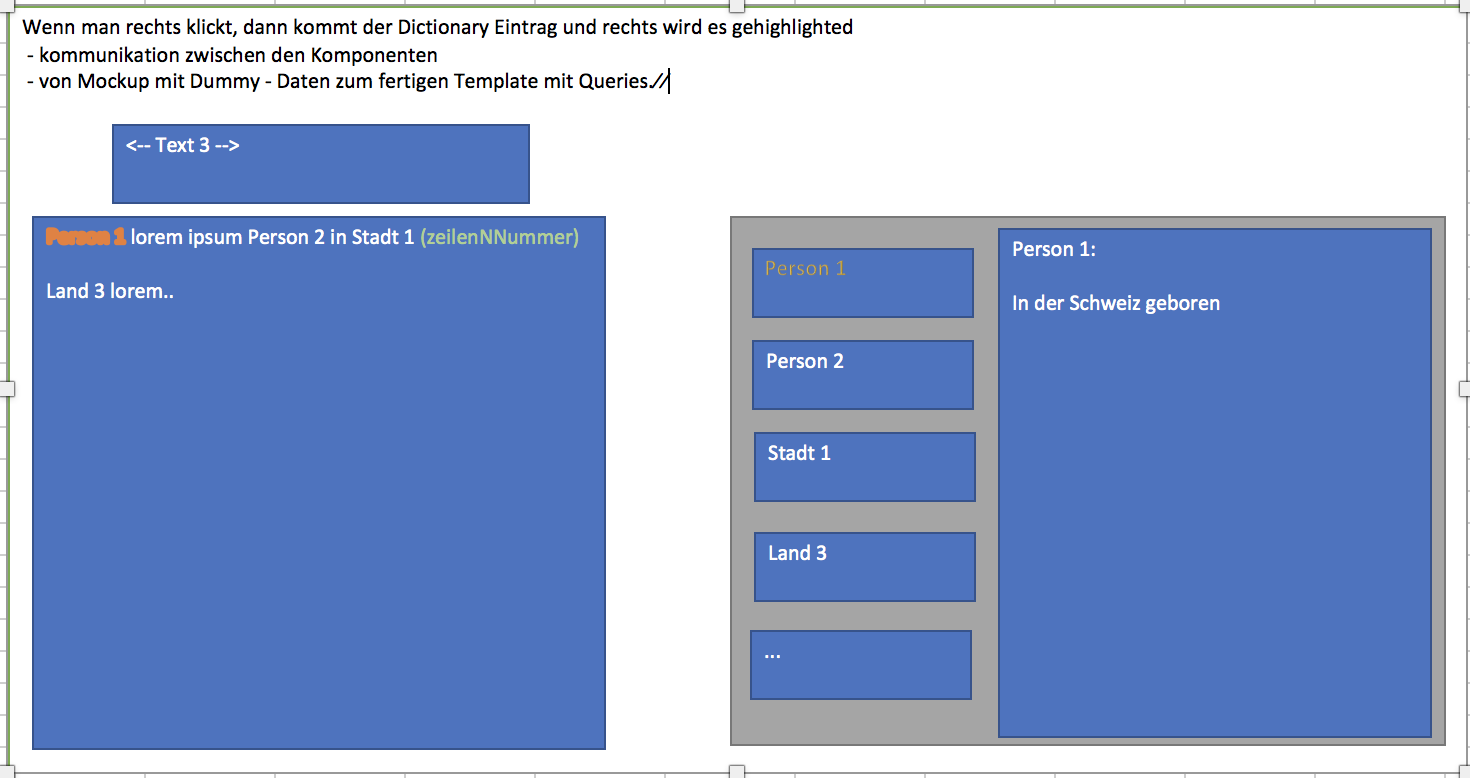 Wenn man rechts klickt, dann kommt der Dictionary Eintrag und rechts wird es gehighlighted
- kommunikation zwischen den Komponenten
- von Mockup mit Dummy - Daten zum fertigen Template mit Queries.//
<-- Text 3 -->
Person 1 lorem ipsum Person 2 in Stadt 1 (zeilenNNummer)
Land 3 lorem..
Person 1
Person 2
Stadt 1
Land 3
...
Person 1:
In der Schweiz geboren